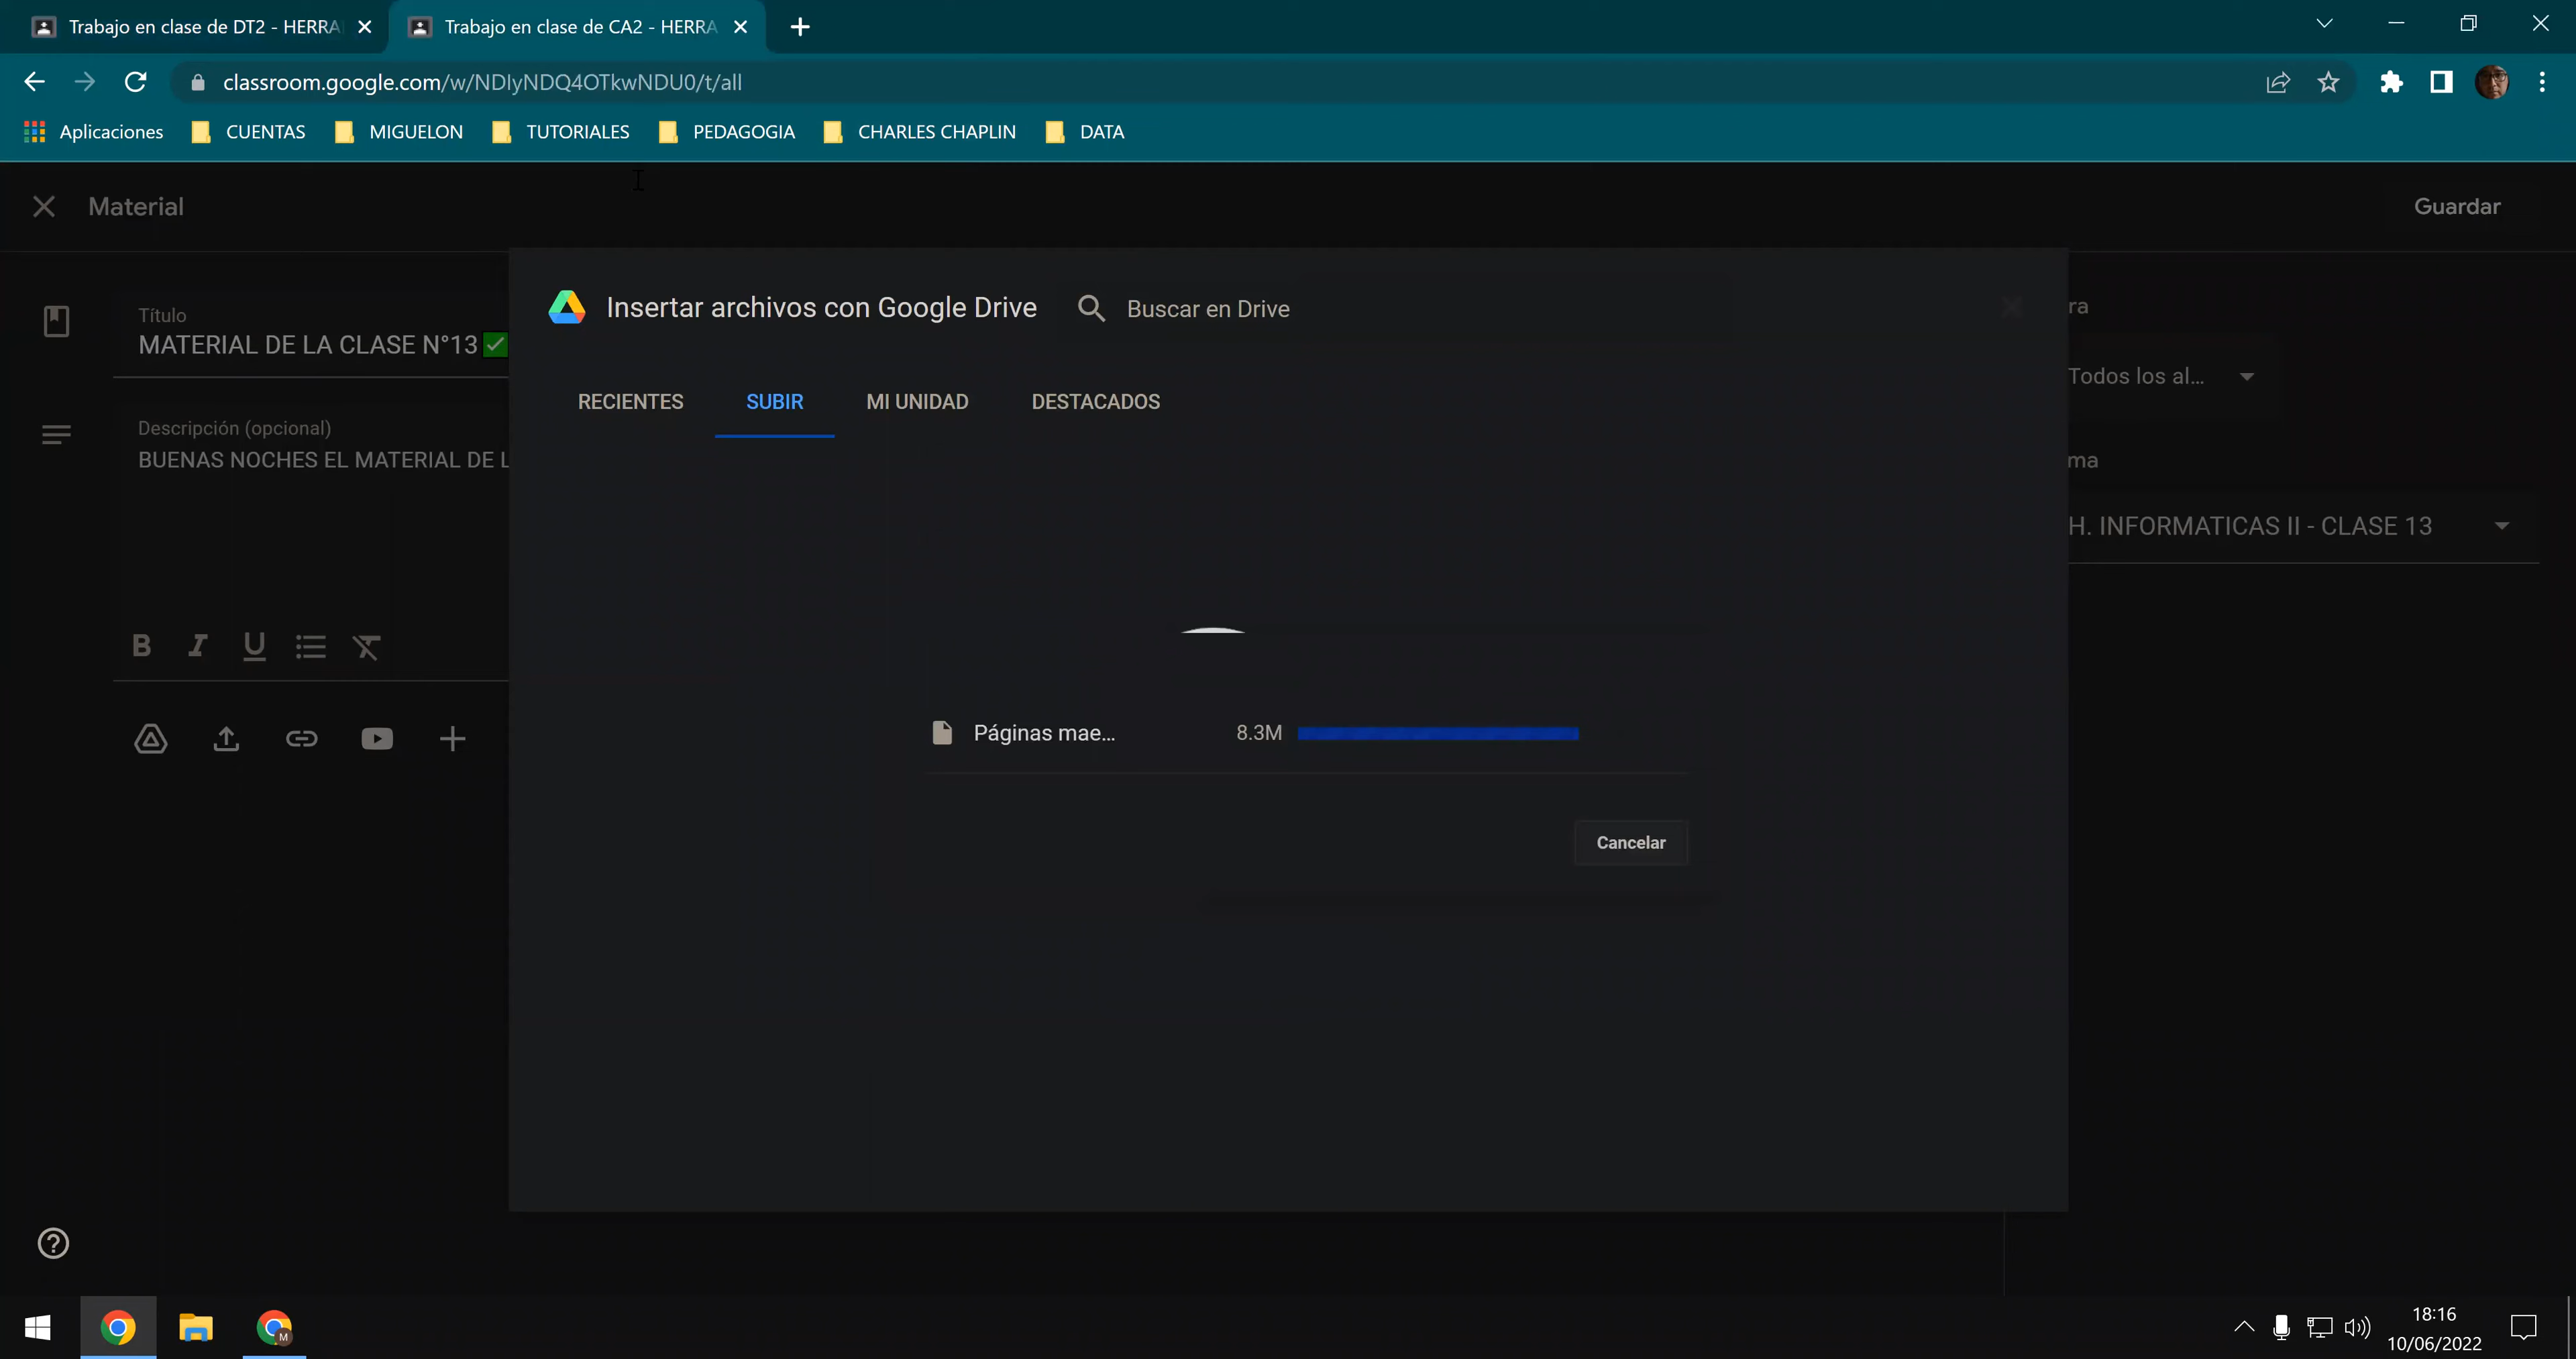 Trabajo en clase de DT2 - HERRA
Trabajo en clase de CA2 - HERRA
classroom.google.com/w/NDIyNDQ4OTkwNDU0/t/all
Aplicaciones
CUENTAS
MIGUELON
TUTORIALES
PEDAGOGIA
CHARLES CHAPLIN
DATA
Material
Guardar
Insertar archivos con Google Drive
Buscar en Drive
RECIENTES
SUBIR
MI UNIDAD
DESTACADOS
Título
MATERIAL DE LA CLASE N°13
Descripción (opcional)
BUENAS NOCHES EL MATERIAL DE L
B I U
ra
Todos los al...
ma
H. INFORMATICAS II - CLASE 13
Páginas mae...
8.3M
Cancelar
M
18:16
10/06/2022